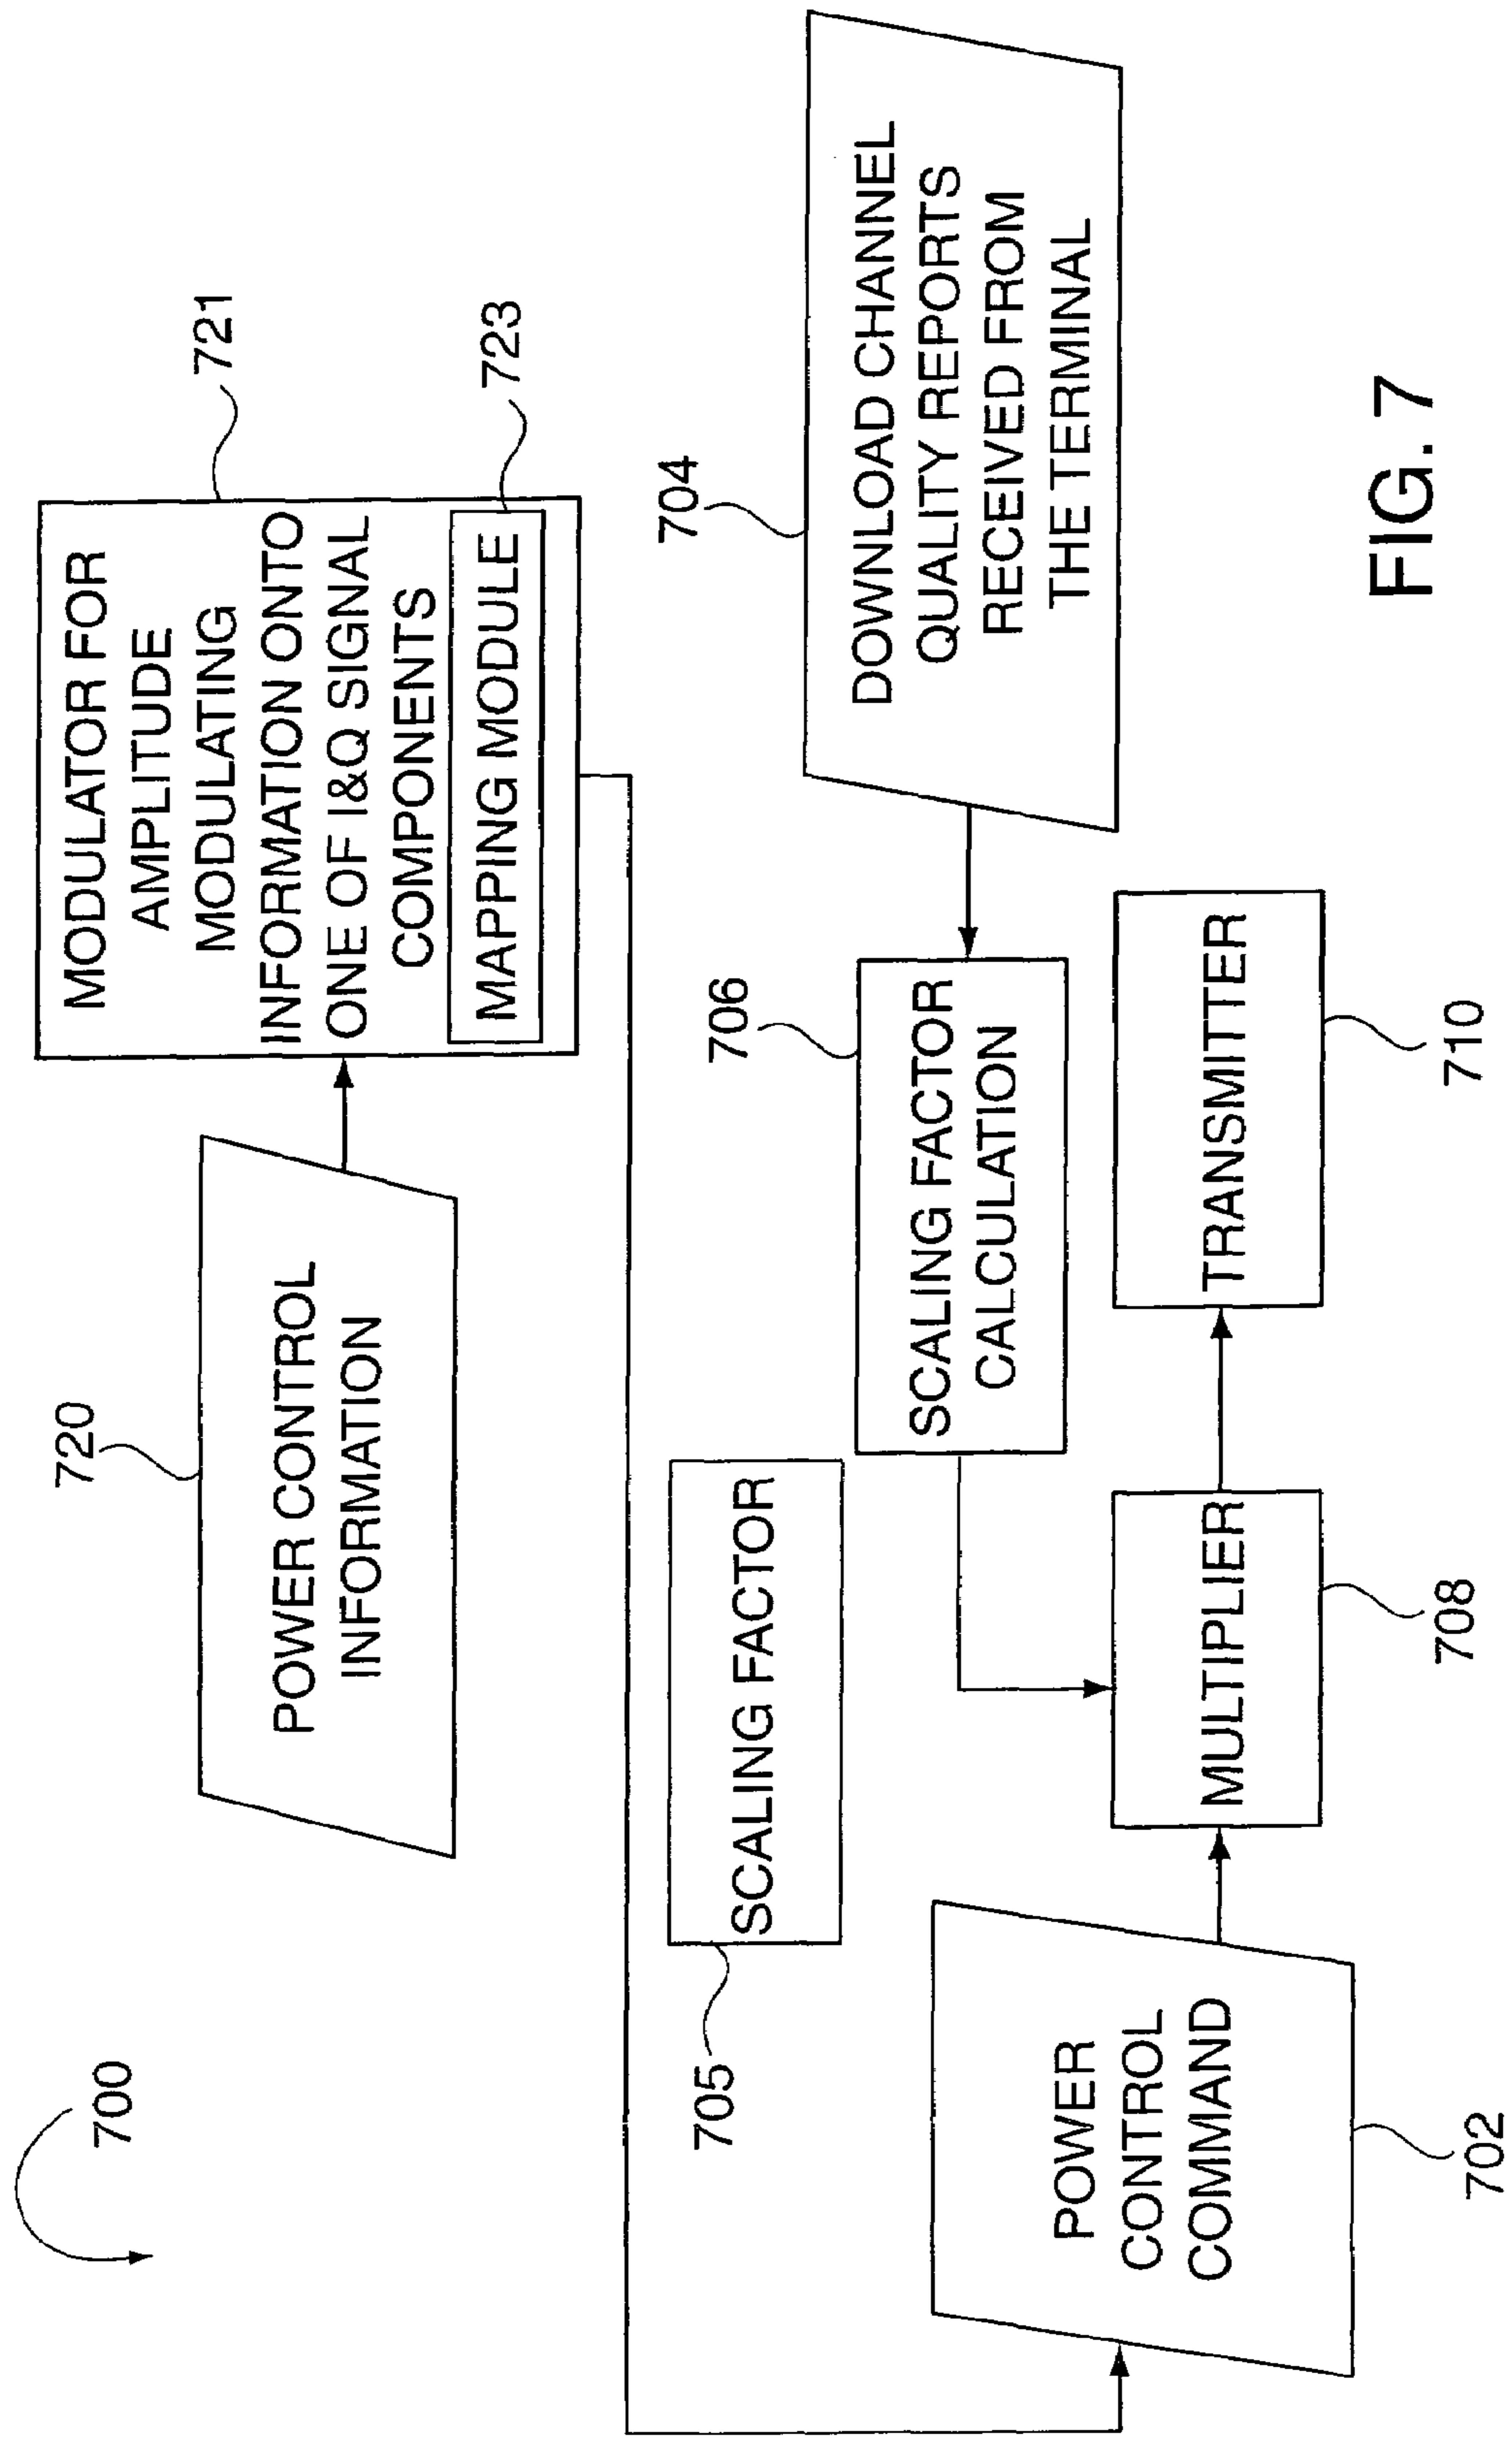 700
720
POWER CONTROL
INFORMATION
721
MODULATOR FOR
AMPLITUDE
MODULATING
INFORMATION ONTO
ONE OF I&Q SIGNAL
COMPONENTS
723
MAPPING MODULE
705
SCALING FACTOR
704
DOWNLOAD CHANNEL
QUALITY REPORTS
RECEIVED FROM
THE TERMINAL
706
SCALING FACTOR
CALCULATION
POWER
CONTROL
COMMAND
702
MULTIPLIER
708
TRANSMITTER
710
FIG. 7